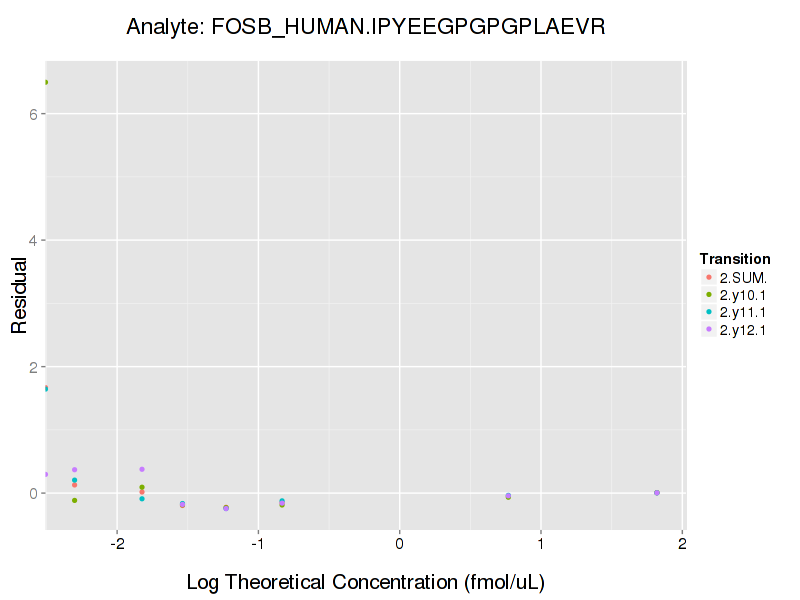 Analyte: FOSB_HUMAN.IPYEEGPGPGPLAEVR
6
4
2
0
Residual
-2 -1 0 1 2
Log Theoretical Concentration (fmol/uL)
Transition
2.SUM.
2.y10.1
2.y11.1
2.y12.1